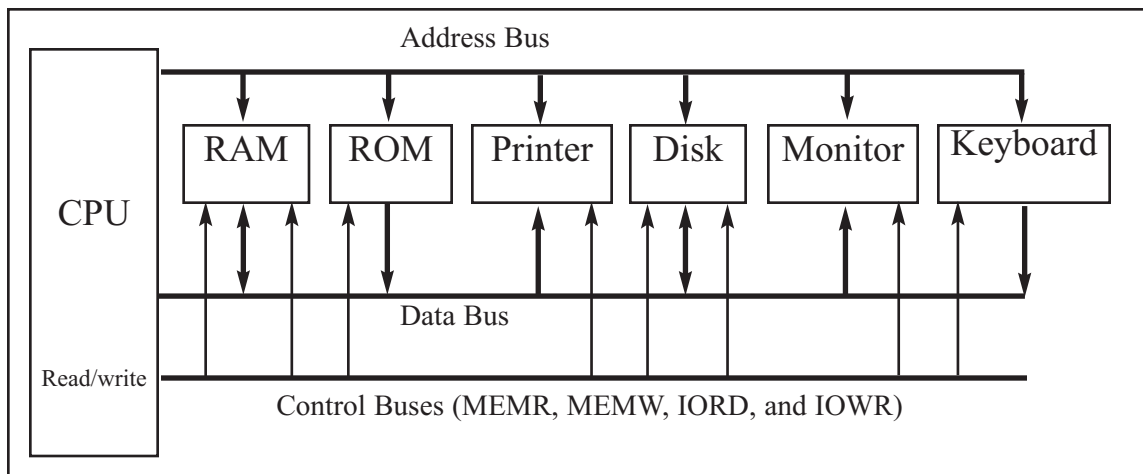 Address Bus
RAM
ROM
Printer
Disk
Monitor
Keyboard
CPU
Data Bus
Read/write
Control Buses (MEMR, MEMW, IORD, and IOWR)